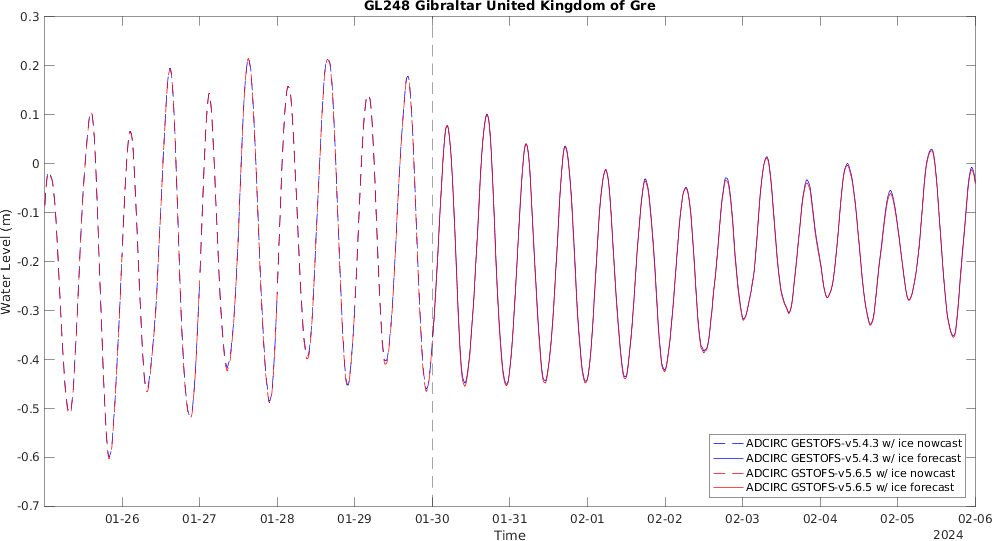 GL248 Gibraltar United Kingdom of Gre
0.3
0.2
0.1
0
-0.1
-0.2
-0.3
-0.4
-0.5
-0.6
-0.7
Water Level (m)
ADCIRC GESTOFS-v5.4.3 w/ ice nowcast
ADCIRC GESTOFS-v5.4.3 w/ ice forecast
ADCIRC GSTOFS-v5.6.5 w/ ice nowcast
ADCIRC GSTOFS-v5.6.5 w/ ice forecast
01-26 01-27 01-28 01-29 01-30 01-31 02-01 02-02 02-03 02-04 02-05 02-06
Time
2024